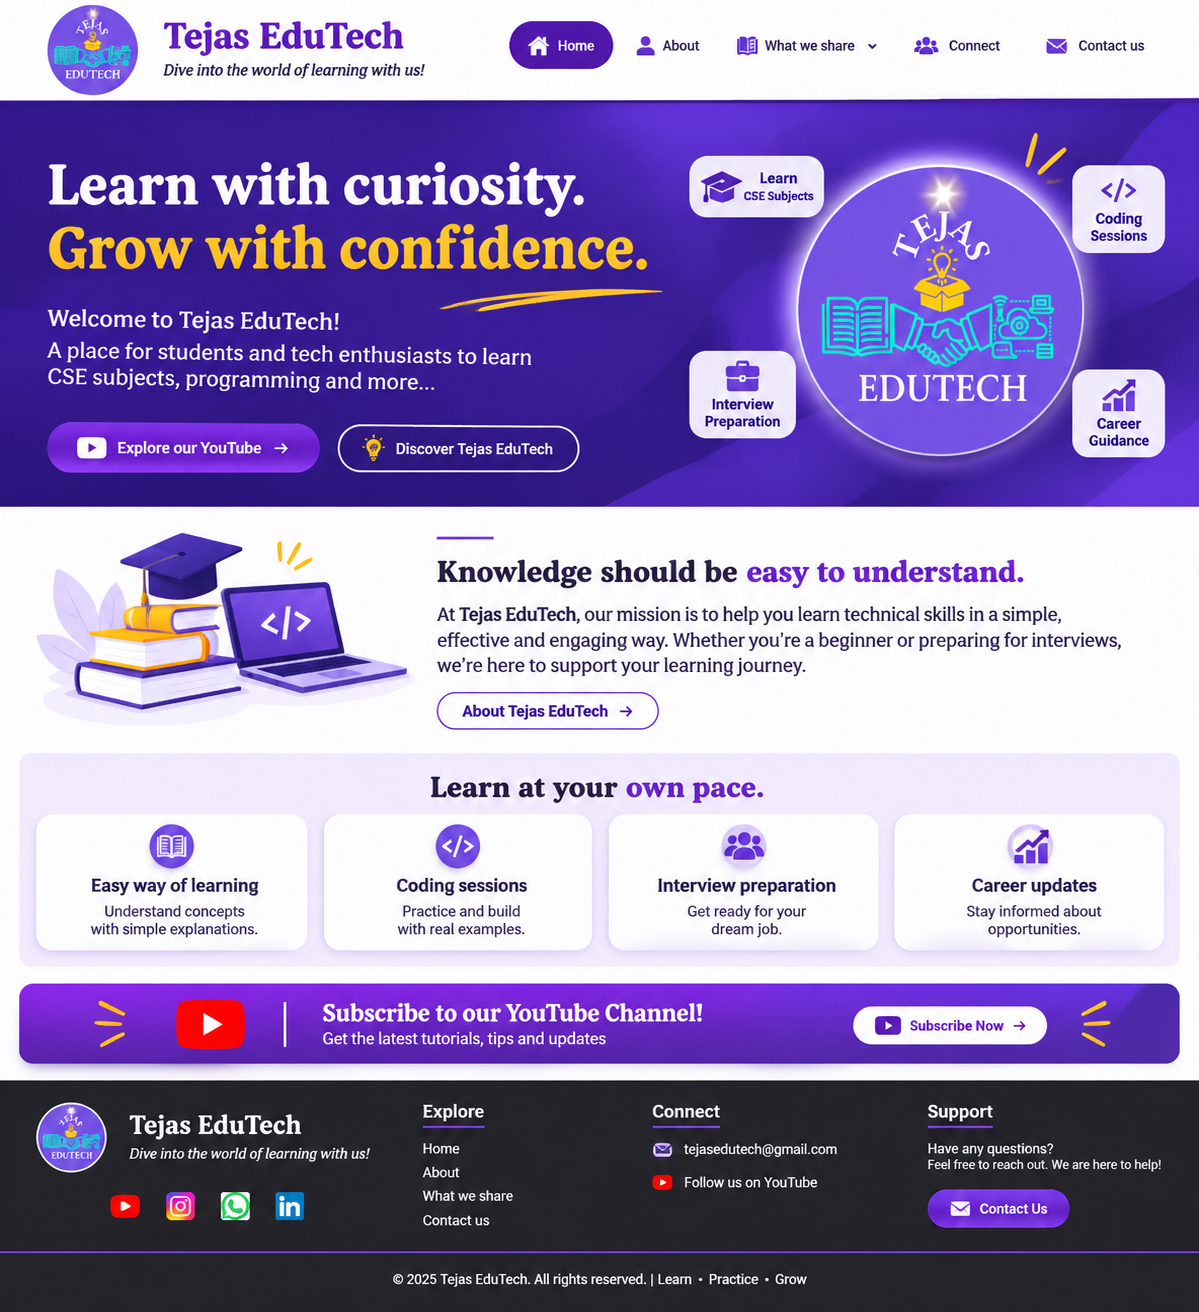 TEJAS
EDUTECH
Tejas EduTech
Dive into the world of learning with us!
Home
About
What we share
Connect
Contact us
Learn with curiosity.
Grow with confidence.
Welcome to Tejas EduTech!
A place for students and tech enthusiasts to learn
CSE subjects, programming and more...
Explore our YouTube →
Discover Tejas EduTech
Learn
CSE Subjects
</>
Coding
Sessions
TEJAS
EDUTECH
Interview
Preparation
Career
Guidance
</>
Knowledge should be easy to understand.
At Tejas EduTech, our mission is to help you learn technical skills in a simple,
effective and engaging way. Whether you're a beginner or preparing for interviews,
we're here to support your learning journey.
About Tejas EduTech →
Learn at your own pace.
Easy way of learning
Understand concepts
with simple explanations.
</>
Coding sessions
Practice and build
with real examples.
Interview preparation
Get ready for your
dream job.
Career updates
Stay informed about
opportunities.
Subscribe to our YouTube Channel!
Get the latest tutorials, tips and updates
Subscribe Now →
TEJAS
EDUTECH
Tejas EduTech
Dive into the world of learning with us!
in
Explore
Home
About
What we share
Contact us
Connect
tejasedutech@gmail.com
Follow us on YouTube
Support
Have any questions?
Feel free to reach out. We are here to help!
Contact Us
© 2025 Tejas EduTech. All rights reserved. | Learn • Practice • Grow